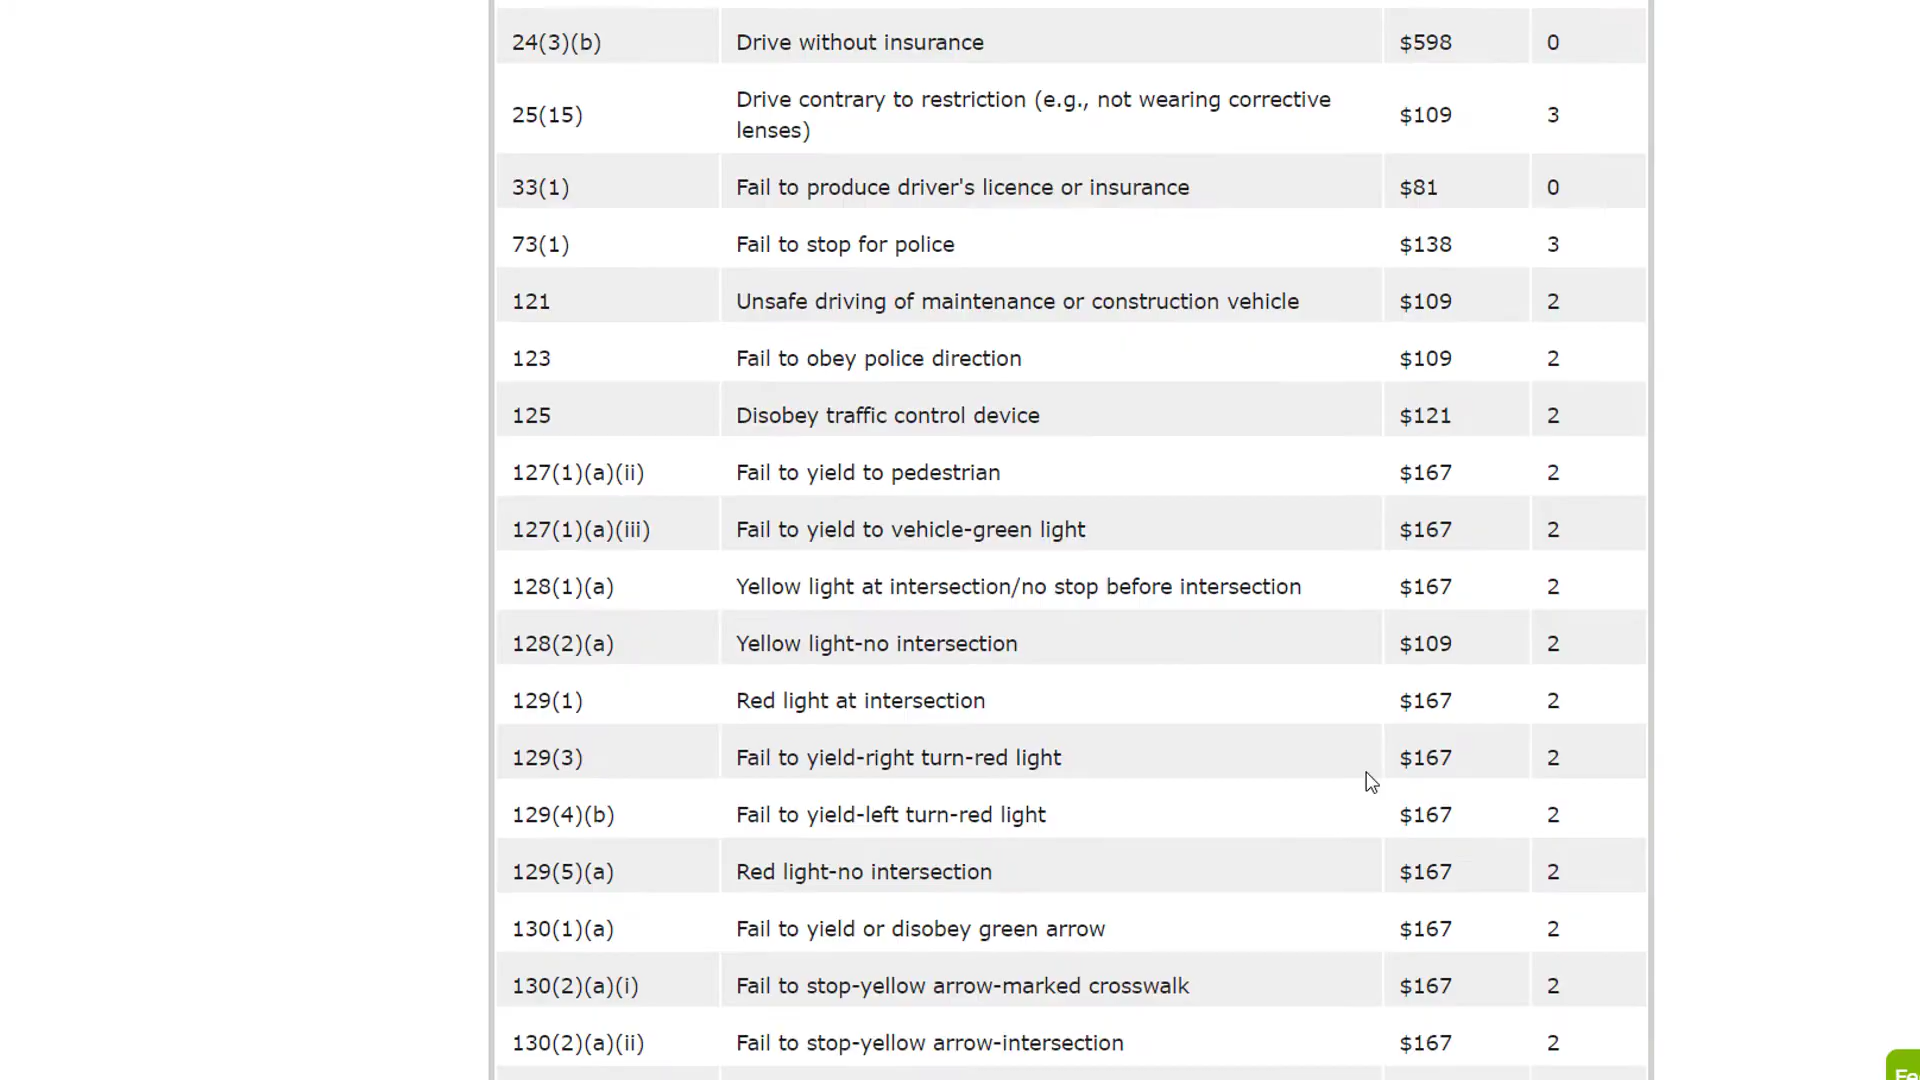 24(3)(b) Drive without insurance $598 0
25(15) Drive contrary to restriction (e.g., not wearing corrective
lenses) $109 3
33(1) Fail to produce driver's licence or insurance $81 0
73(1) Fail to stop for police $138 3
121 Unsafe driving of maintenance or construction vehicle $109 2
123 Fail to obey police direction $109 2
125 Disobey traffic control device $121 2
127(1)(a)(ii) Fail to yield to pedestrian $167 2
127(1)(a)(iii) Fail to yield to vehicle-green light $167 2
128(1)(a) Yellow light at intersection/no stop before intersection $167 2
128(2)(a) Yellow light-no intersection $109 2
129(1) Red light at intersection $167 2
129(3) Fail to yield-right turn-red light $167 2
129(4)(b) Fail to yield-left turn-red light $167 2
129(5)(a) Red light-no intersection $167 2
130(1)(a) Fail to yield or disobey green arrow $167 2
130(2)(a)(i) Fail to stop-yellow arrow-marked crosswalk $167 2
130(2)(a)(ii) Fail to stop-yellow arrow-intersection $167 2